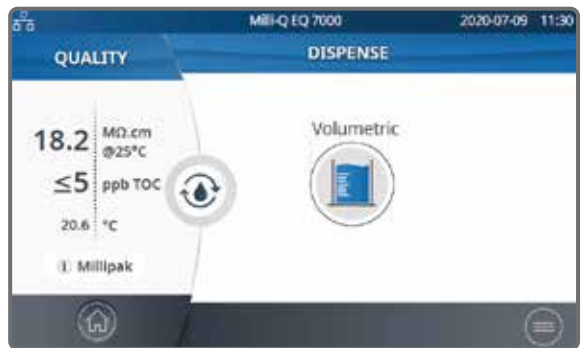 Milli-Q EQ 7000 2020-07-09 11:30
QUALITY
DISPENSE
18.2 MΩ.cm @25°C
≤5 ppb TOC
20.6 °C
① Millipak
Volumetric